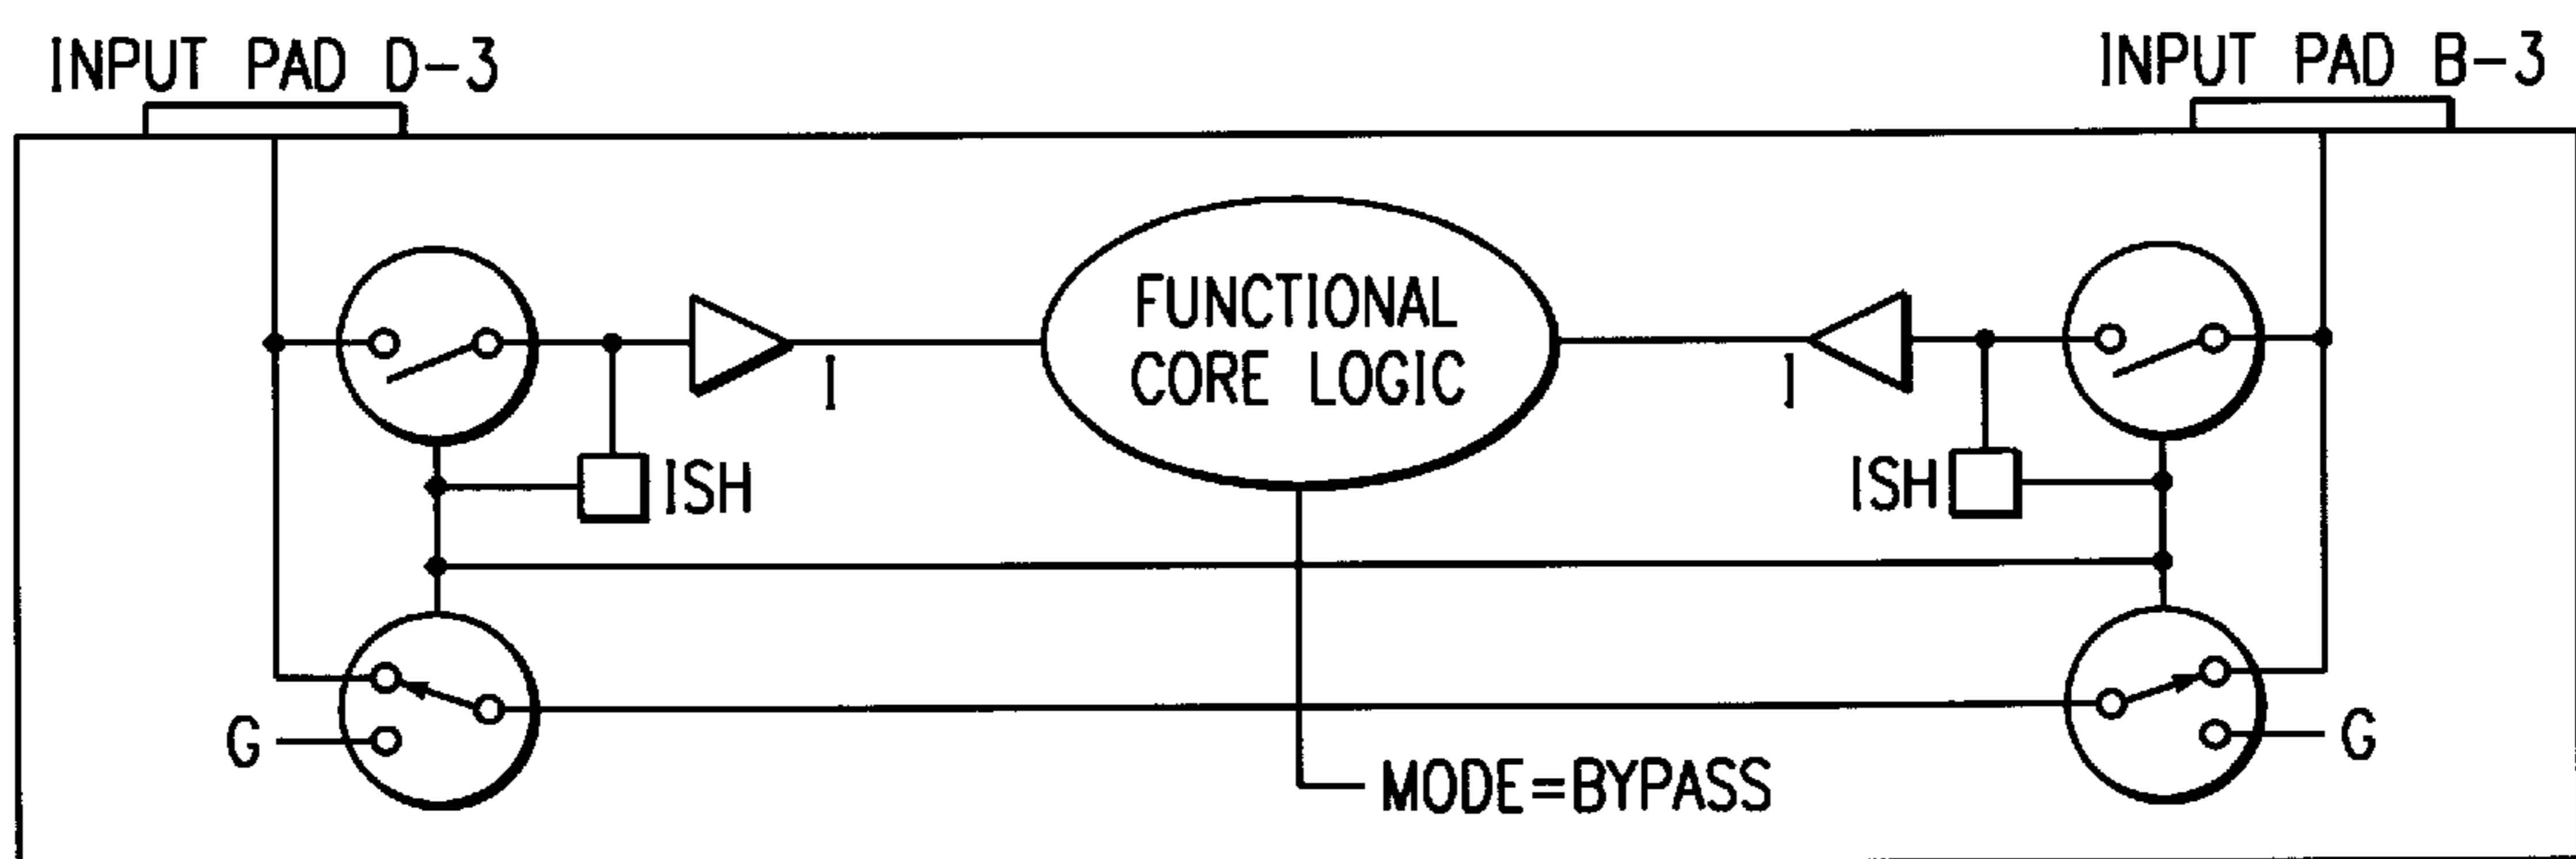 INPUT PAD D-3
INPUT PAD B-3
FUNCTIONAL
CORE LOGIC
I
I
ISH
ISH
G
G
MODE=BYPASS